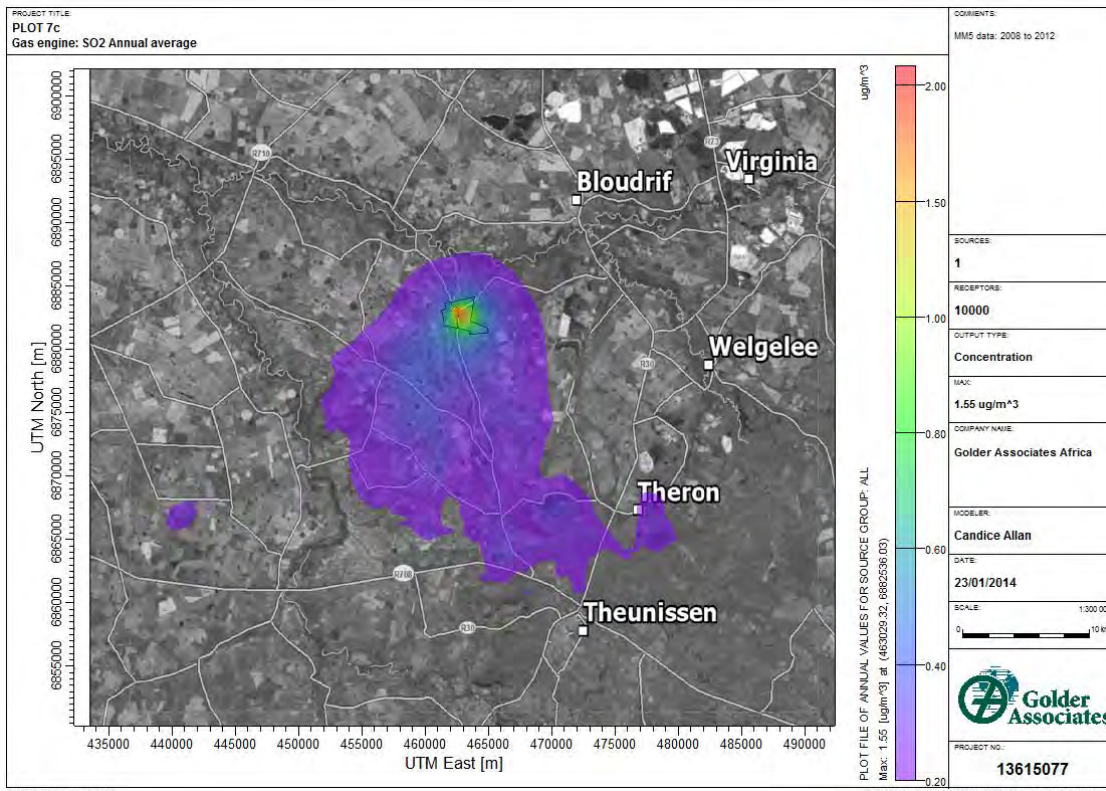 PROJECT TITLE:
PLOT 7c
Gas engine: SO2 Annual average
COMMENTS:
MM5 data: 2008 to 2012
SOURCES:
1
RECEPTORS:
10000
OUTPUT TYPE:
Concentration
MAX:
1.55 ug/m^3
COMPANY NAME:
Golder Associates Africa
MODELER:
Candice Allan
DATE:
23/01/2014
SCALE:
0
Golder
Associates
PROJECT NO.:
13615077
UTM North [m]
6900000
6895000
6890000
6885000
6880000
6875000
6870000
6865000
6860000
6855000
R710
R73
Virginia
Bloudrif
Welgelee
R30
Theron
R708
Theunissen
R30
435000 440000 445000 450000 455000 460000 465000 470000 475000 480000 485000 490000
UTM East [m]
ug/m^3
2.00
1.50
1.00
0.80
0.60
0.40
0.20
PLOT FILE OF ANNUAL VALUES FOR SOURCE GROUP: ALL
Max: 1.55 [ug/m^3] at (463029.32, 6882536.03)